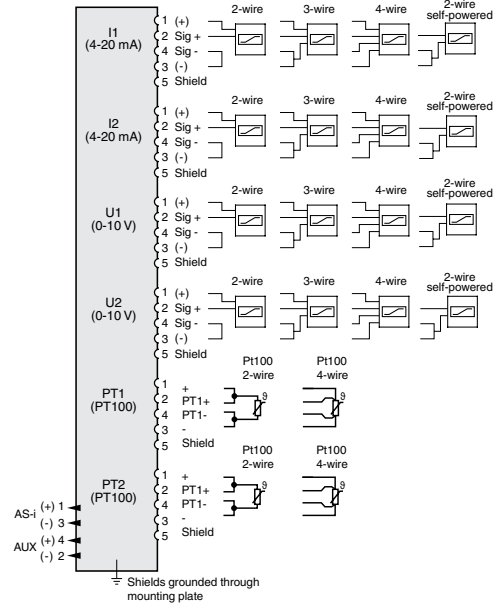 2-wire 3-wire 4-wire 2-wire self-powered
I1 (4-20 mA)
1 (+)
2 Sig +
4 Sig -
3 (-)
5 Shield
2-wire 3-wire 4-wire 2-wire self-powered
I2 (4-20 mA)
1 (+)
2 Sig +
4 Sig -
3 (-)
5 Shield
2-wire 3-wire 4-wire 2-wire self-powered
U1 (0-10 V)
1 (+)
2 Sig +
4 Sig -
3 (-)
5 Shield
2-wire 3-wire 4-wire 2-wire self-powered
U2 (0-10 V)
1 (+)
2 Sig +
4 Sig -
3 (-)
5 Shield
Pt100 2-wire Pt100 4-wire
PT1 (PT100)
1 +
2 PT1+
4 PT1-
3 -
5 Shield
ϑ ϑ
Pt100 2-wire Pt100 4-wire
PT2 (PT100)
1 +
2 PT1+
4 PT1-
3 -
5 Shield
ϑ ϑ
AS-i (+) 1
(-) 3
AUX (+) 4
(-) 2
Shields grounded through
mounting plate